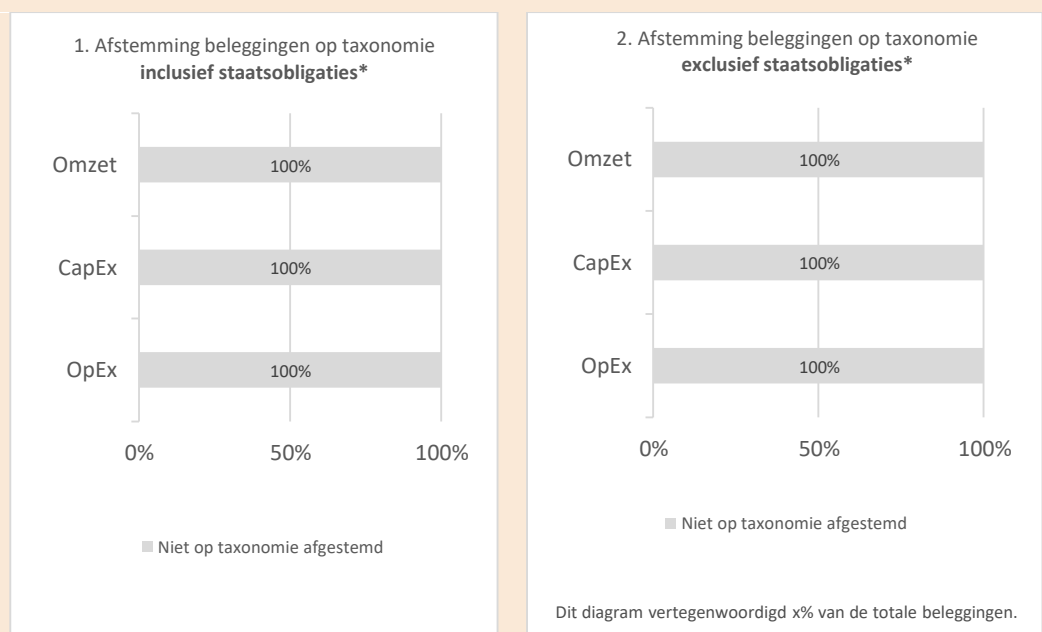 1. Afstemming beleggingen op taxonomie
inclusief staatsobligaties*
Omzet
100%
CapEx
100%
OpEx
100%
0%
50%
100%
Niet op taxonomie afgestemd
2. Afstemming beleggingen op taxonomie
exclusief staatsobligaties*
Omzet
100%
CapEx
100%
OpEx
100%
0%
50%
100%
Niet op taxonomie afgestemd
Dit diagram vertegenwoordigd x% van de totale beleggingen.